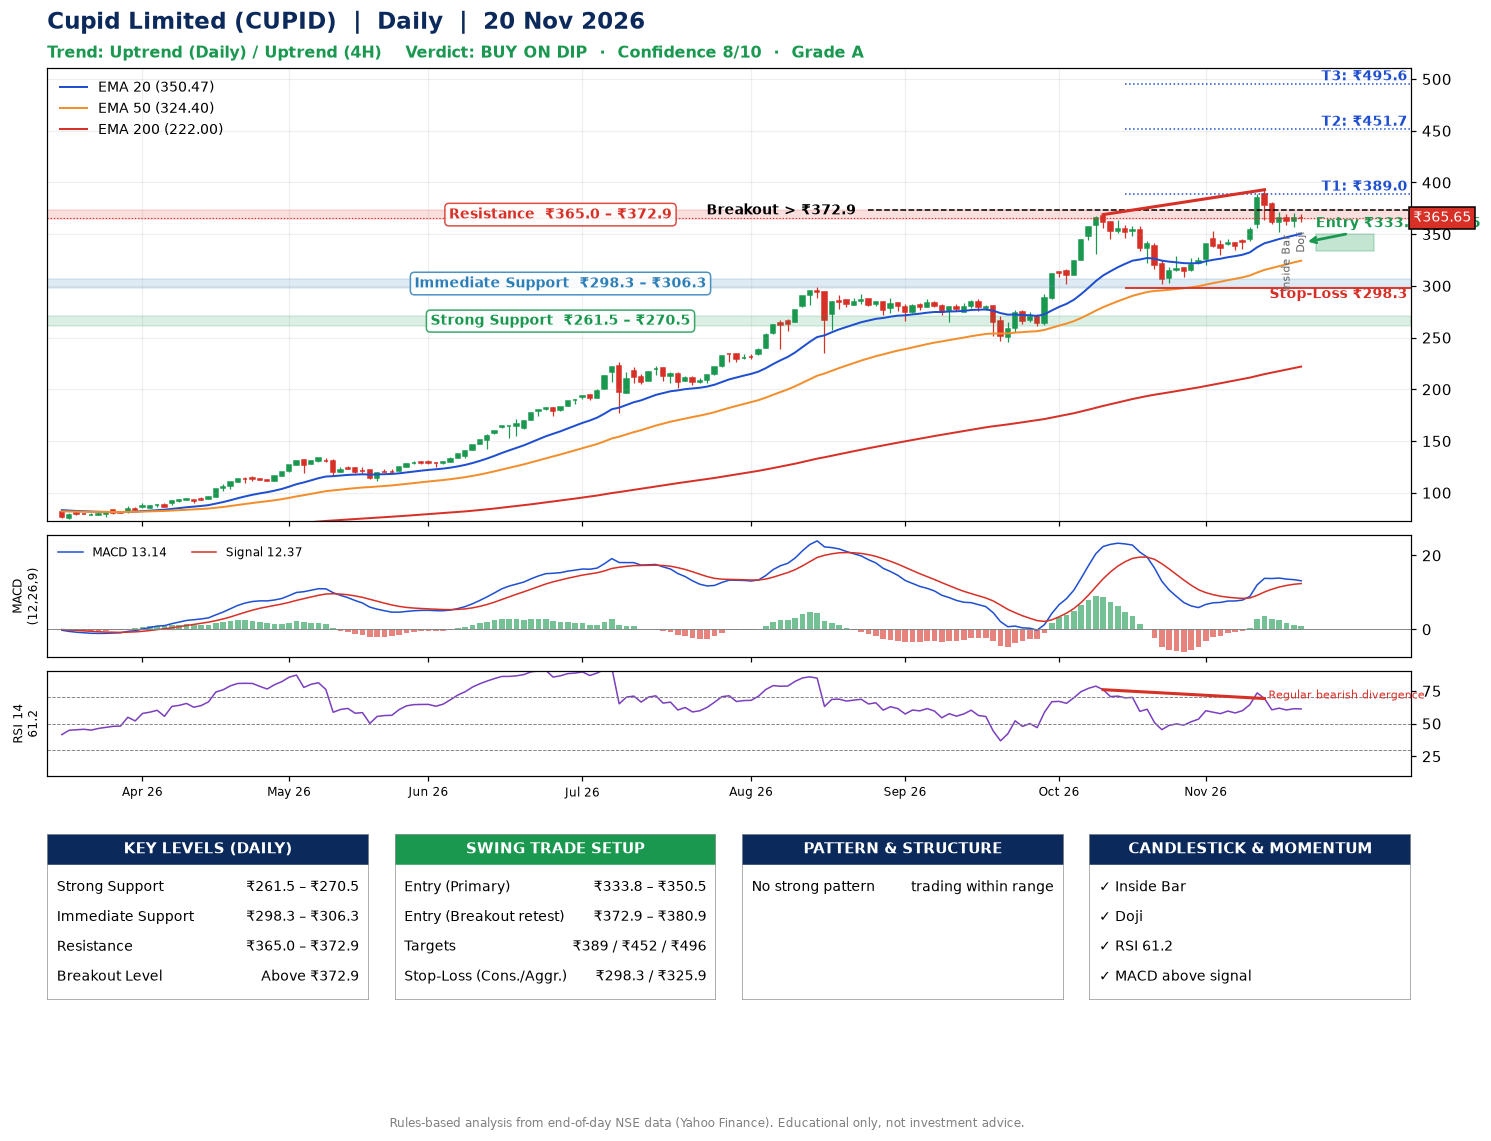 Cupid Limited (CUPID) | Daily | 20 Nov 2026
Trend: Uptrend (Daily) / Uptrend (4H) Verdict: BUY ON DIP · Confidence 8/10 · Grade A
EMA 20 (350.47)
EMA 50 (324.40)
EMA 200 (222.00)
T3: ₹495.6
T2: ₹451.7
T1: ₹389.0
Resistance ₹365.0 – ₹372.9
Breakout > ₹372.9
Entry ₹333.
₹365.65
Immediate Support ₹298.3 – ₹306.3
Stop-Loss ₹298.3
Strong Support ₹261.5 – ₹270.5
Inside Bar
Doji
500
450
400
350
300
250
200
150
100
MACD 13.14
Signal 12.37
MACD
(12.26.9)
20
0
RSI 14
61.2
Regular bearish divergence
75
50
25
Apr 26
May 26
Jun 26
Jul 26
Aug 26
Sep 26
Oct 26
Nov 26
KEY LEVELS (DAILY)
Strong Support ₹261.5 – ₹270.5
Immediate Support ₹298.3 – ₹306.3
Resistance ₹365.0 – ₹372.9
Breakout Level Above ₹372.9
SWING TRADE SETUP
Entry (Primary) ₹333.8 – ₹350.5
Entry (Breakout retest) ₹372.9 – ₹380.9
Targets ₹389 / ₹452 / ₹496
Stop-Loss (Cons./Aggr.) ₹298.3 / ₹325.9
PATTERN & STRUCTURE
No strong pattern trading within range
CANDLESTICK & MOMENTUM
✓ Inside Bar
✓ Doji
✓ RSI 61.2
✓ MACD above signal
Rules-based analysis from end-of-day NSE data (Yahoo Finance). Educational only, not investment advice.